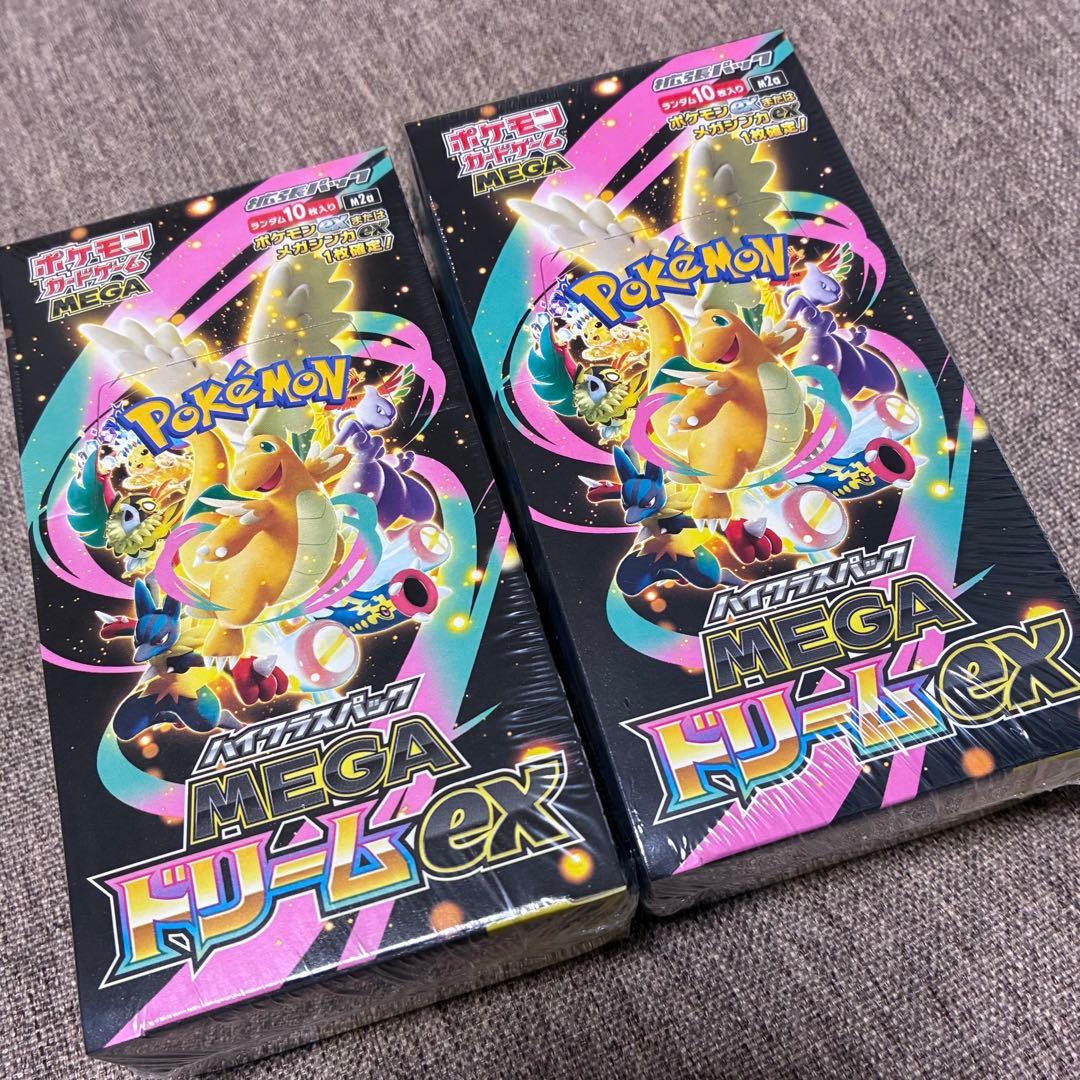 ポケモン
カードゲーム
MEGA
拡張パック
ランダム10枚入り M2a
ポケモンexまたは
メガシンカex
1枚確定!
Pokémon
ハイクラスパック
MEGA
ドリームex
ポケモン
カードゲーム
MEGA
拡張パック
ランダム10枚入り M2a
ポケモンexまたは
メガシンカex
1枚確定!
Pokémon
ハイクラスパック
MEGA
ドリームex